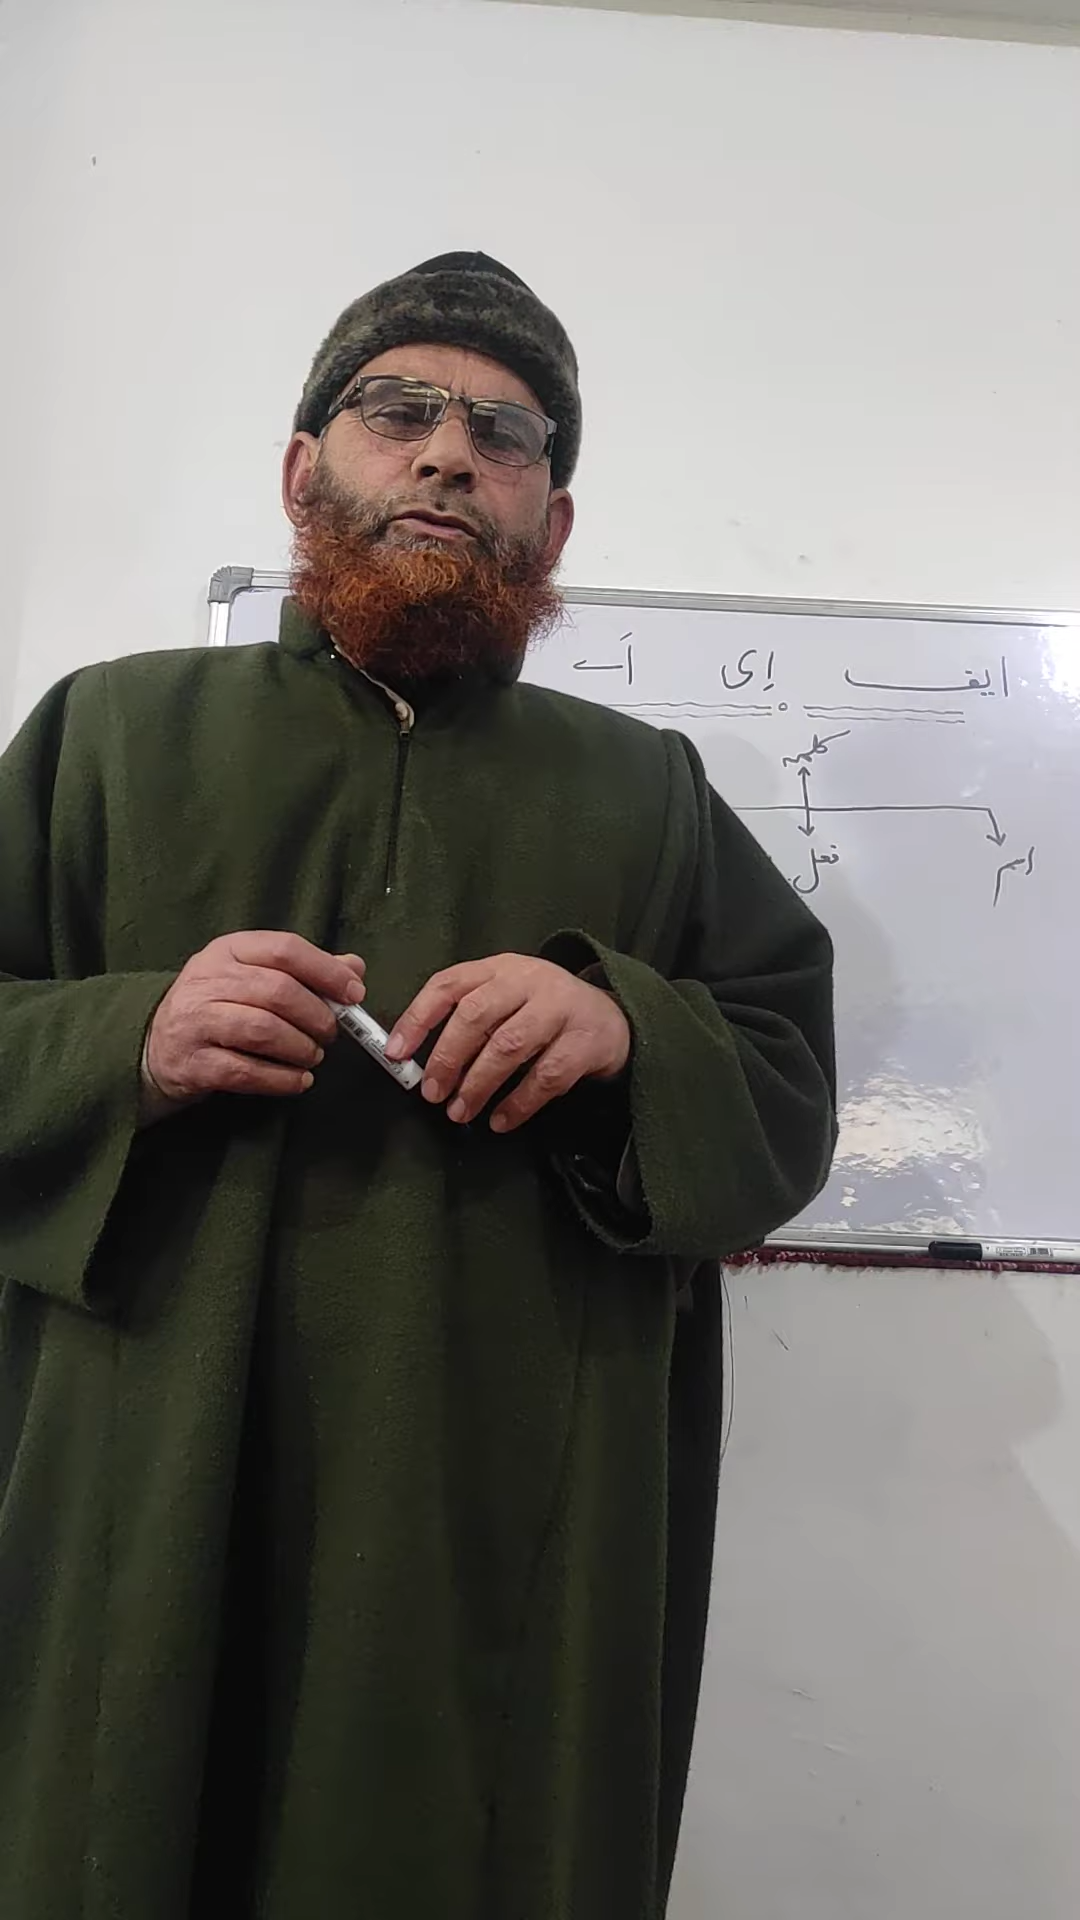 ایف اِی اَے
کلمہ
اسم فعل